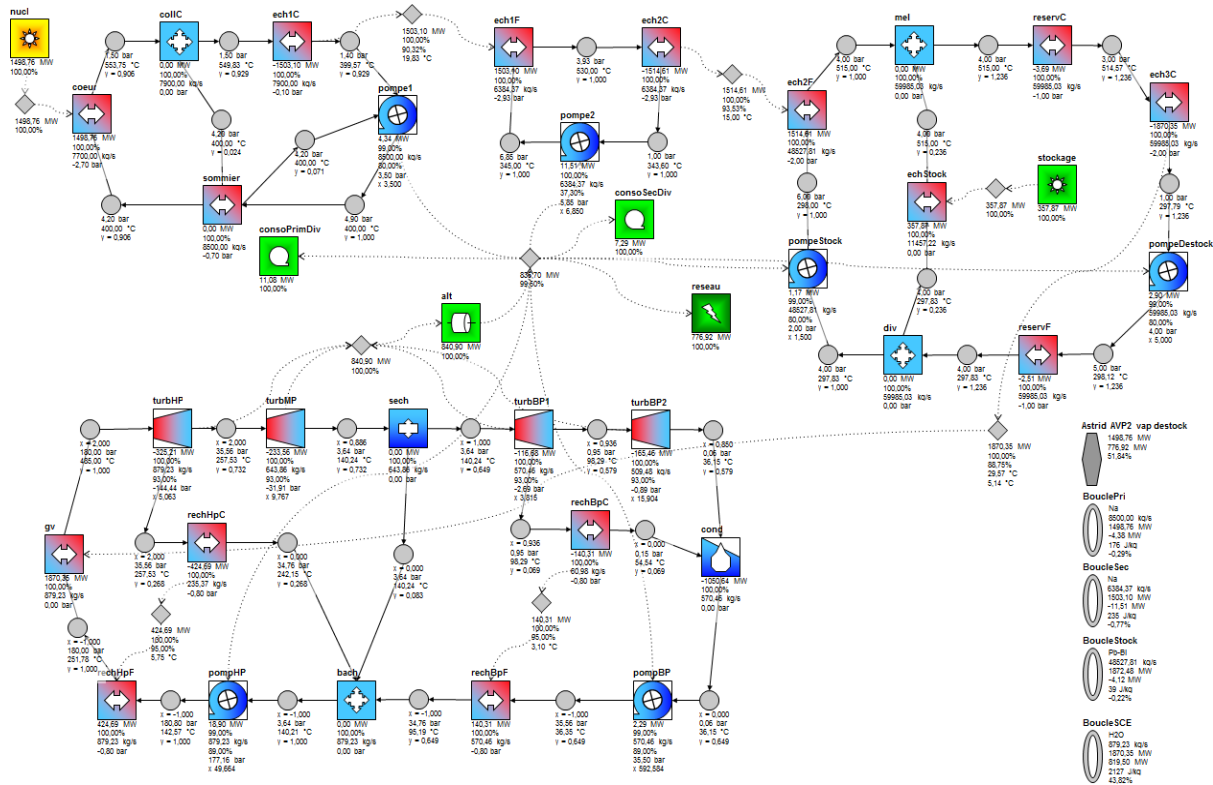 nucl
1498,76 MW
100,00%
1498,76 MW
100,00%
coeur
1498,76 MW
100,00%
7700,00 kg/s
-2,70 bar
1,50 bar
553,75 °C
y = 0,906
collC
0,00 MW
100,00%
7900,00 kg/s
0,00 bar
1,50 bar
549,83 °C
y = 0,929
ech1C
-1503,10 MW
100,00%
7900,00 kg/s
-0,10 bar
1,40 bar
399,57 °C
y = 0,929
1503,10 MW
100,00%
90,32%
19,83 °C
pompe1
4,34 MW
99,00%
8500,00 kg/s
80,00%
3,50 bar
x 3,500
4,20 bar
400,00 °C
y = 0,024
4,20 bar
400,00 °C
y = 0,071
sommier
0,00 MW
100,00%
8500,00 kg/s
-0,70 bar
4,20 bar
400,00 °C
y = 0,906
4,90 bar
400,00 °C
y = 1,000
ech1F
1503,10 MW
100,00%
6384,37 kg/s
-2,93 bar
3,93 bar
530,00 °C
y = 1,000
ech2C
-1514,61 MW
100,00%
6384,37 kg/s
-2,93 bar
pompe2
11,51 MW
100,00%
6384,37 kg/s
37,30%
5,85 bar
x 6,850
6,85 bar
345,00 °C
y = 1,000
1,00 bar
343,60 °C
y = 1,000
1514,61 MW
100,00%
93,53%
15,00 °C
ech2F
1514,61 MW
100,00%
48527,81 kg/s
-2,00 bar
4,00 bar
515,00 °C
y = 1,000
mel
0,00 MW
100,00%
59985,03 kg/s
0,00 bar
4,00 bar
515,00 °C
y = 1,236
reservC
-3,69 MW
100,00%
59985,03 kg/s
-1,00 bar
3,00 bar
514,57 °C
y = 1,236
ech3C
-1870,35 MW
100,00%
59985,03 kg/s
-2,00 bar
4,00 bar
515,00 °C
y = 0,236
echStock
357,87 MW
100,00%
11457,22 kg/s
0,00 bar
357,87 MW
100,00%
stockage
357,87 MW
100,00%
6,00 bar
298,00 °C
y = 1,000
1,00 bar
297,79 °C
y = 1,236
consoSecDiv
7,29 MW
100,00%
consoPrimDiv
11,08 MW
100,00%
836,70 MW
99,50%
pompeStock
1,17 MW
99,00%
48527,81 kg/s
80,00%
2,00 bar
x 1,500
4,00 bar
297,83 °C
y = 0,236
pompeDestock
2,90 MW
99,00%
59985,03 kg/s
80,00%
4,00 bar
x 5,000
alt
840,90 MW
100,00%
reseau
776,92 MW
100,00%
840,90 MW
100,00%
4,00 bar
297,83 °C
y = 1,000
div
0,00 MW
100,00%
59985,03 kg/s
0,00 bar
4,00 bar
297,83 °C
y = 1,236
reservF
-2,51 MW
100,00%
59985,03 kg/s
-1,00 bar
5,00 bar
298,12 °C
y = 1,236
x = 2,000
180,00 bar
485,00 °C
y = 1,000
turbHP
-325,21 MW
100,00%
879,23 kg/s
93,00%
-144,44 bar
x 5,063
x = 2,000
35,56 bar
257,53 °C
y = 0,732
turbMP
-233,56 MW
100,00%
643,86 kg/s
93,00%
-31,91 bar
x 9,767
x = 0,886
3,64 bar
140,24 °C
y = 0,732
sech
0,00 MW
100,00%
643,86 kg/s
0,00 bar
x = 1,000
3,64 bar
140,24 °C
y = 0,649
turbBP1
-116,68 MW
100,00%
570,46 kg/s
93,00%
-2,69 bar
x 3,815
x = 0,936
0,95 bar
98,29 °C
y = 0,579
turbBP2
-165,46 MW
100,00%
509,48 kg/s
93,00%
-0,89 bar
x 15,904
x = 0,850
0,06 bar
36,15 °C
y = 0,579
1870,35 MW
100,00%
88,75%
29,57 °C
5,14 °C
Astrid AVP2 vap destock
1498,76 MW
776,92 MW
51,84%
BouclePri
Na
8500,00 kg/s
1498,76 MW
-4,38 MW
176 J/kg
-0,29%
gv
1870,35 MW
100,00%
879,23 kg/s
0,00 bar
x = 2,000
35,56 bar
257,53 °C
y = 0,268
rechHpC
-424,69 MW
100,00%
235,37 kg/s
-0,80 bar
x = 0,000
34,76 bar
242,15 °C
y = 0,268
x = 0,000
3,64 bar
140,24 °C
y = 0,083
x = 0,936
0,95 bar
98,29 °C
y = 0,069
rechBpC
-140,31 MW
100,00%
60,98 kg/s
-0,80 bar
x = 0,000
0,15 bar
54,54 °C
y = 0,069
cond
-1050,64 MW
100,00%
570,46 kg/s
0,00 bar
BoucleSec
Na
6384,37 kg/s
1503,10 MW
-11,51 MW
235 J/kg
-0,77%
424,69 MW
100,00%
95,00%
5,75 °C
140,31 MW
100,00%
95,00%
3,10 °C
x = -1,000
180,00 bar
251,78 °C
y = 1,000
BoucleStock
Pb-BI
48527,81 kg/s
1872,48 MW
-4,12 MW
39 J/kg
-0,22%
rechHpF
424,69 MW
100,00%
879,23 kg/s
-0,80 bar
x = -1,000
180,80 bar
142,57 °C
y = 1,000
pompHP
18,90 MW
99,00%
879,23 kg/s
89,00%
177,16 bar
x 49,664
x = -1,000
3,64 bar
140,21 °C
y = 1,000
bach
0,00 MW
100,00%
879,23 kg/s
0,00 bar
x = -1,000
34,76 bar
95,19 °C
y = 0,649
rechBpF
140,31 MW
100,00%
570,46 kg/s
-0,80 bar
x = -1,000
35,56 bar
36,35 °C
y = 0,649
pompBP
2,29 MW
99,00%
570,46 kg/s
89,00%
35,50 bar
x 592,584
x = 0,000
0,06 bar
36,15 °C
y = 0,649
BoucleSCE
H2O
879,23 kg/s
1870,35 MW
819,50 MW
2127 J/kg
43,82%